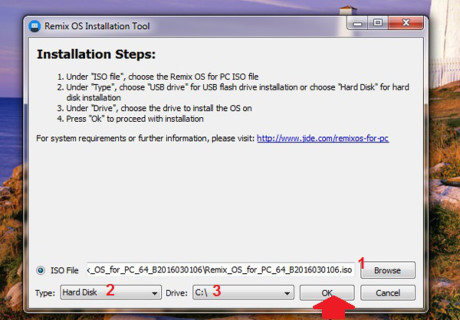 Remix OS Installation Tool
Installation Steps:
1. Under "ISO file", choose the Remix OS for PC ISO file
2. Under "Type", choose "USB drive" for USB flash drive installation or choose "Hard Disk" for hard
disk installation
3. Under "Drive", choose the drive to install the OS on
4. Press "Ok" to proceed with installation
For system requirements or further information, please visit: http://www.jide.com/remixos-for-pc
ISO File x_OS_for_PC_64_B2016030106\Remix_OS_for_PC_64_B2016030106.iso 1 Browse
Type: Hard Disk 2 Drive: C:\ 3 OK Cancel